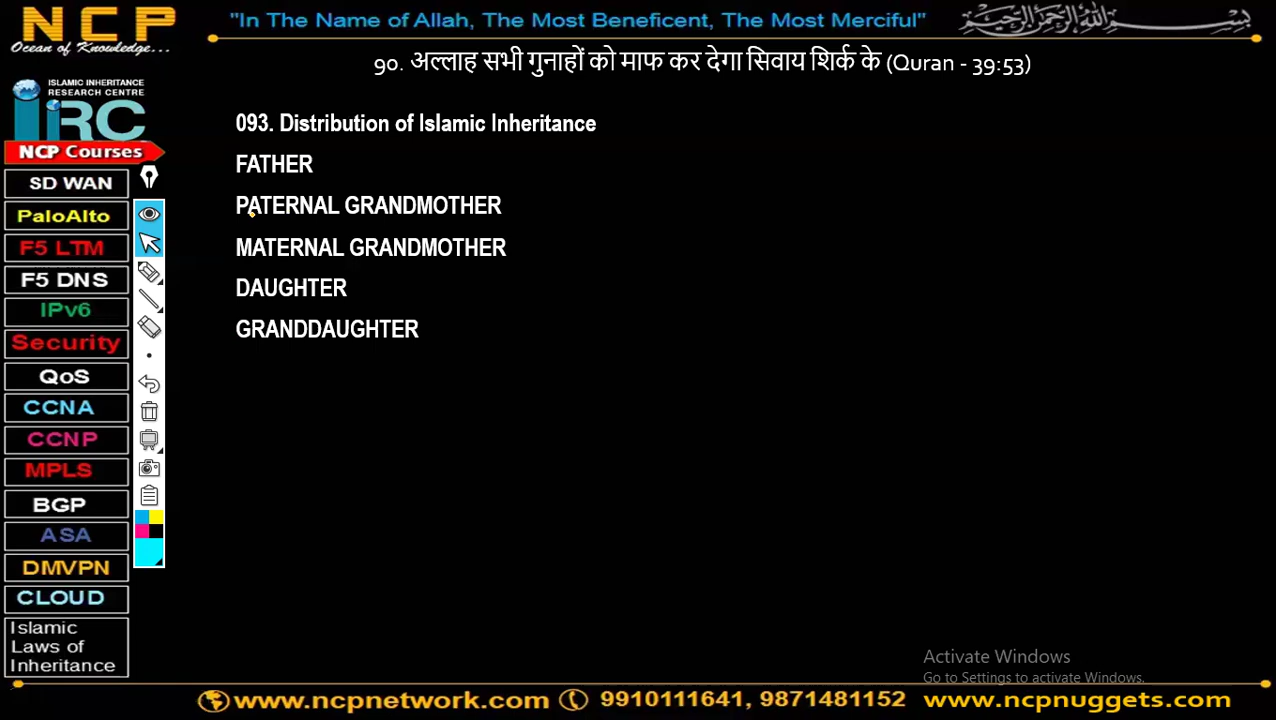 NCP
Ocean of Knowledge...
"In The Name of Allah, The Most Beneficent, The Most Merciful"
بسم الله الرحمن الرحيم
90. अल्लाह सभी गुनाहों को माफ कर देगा सिवाय शिर्क के (Quran - 39:53)
ISLAMIC INHERITANCE
RESEARCH CENTRE
iRC
NCP Courses
SD WAN
PaloAlto
F5 LTM
F5 DNS
IPv6
Security
QoS
CCNA
CCNP
MPLS
BGP
ASA
DMVPN
CLOUD
Islamic
Laws of
Inheritance
093. Distribution of Islamic Inheritance
FATHER
PATERNAL GRANDMOTHER
MATERNAL GRANDMOTHER
DAUGHTER
GRANDDAUGHTER
Activate Windows
Go to Settings to activate Windows.
www.ncpnetwork.com 9910111641, 9871481152 www.ncpnuggets.com